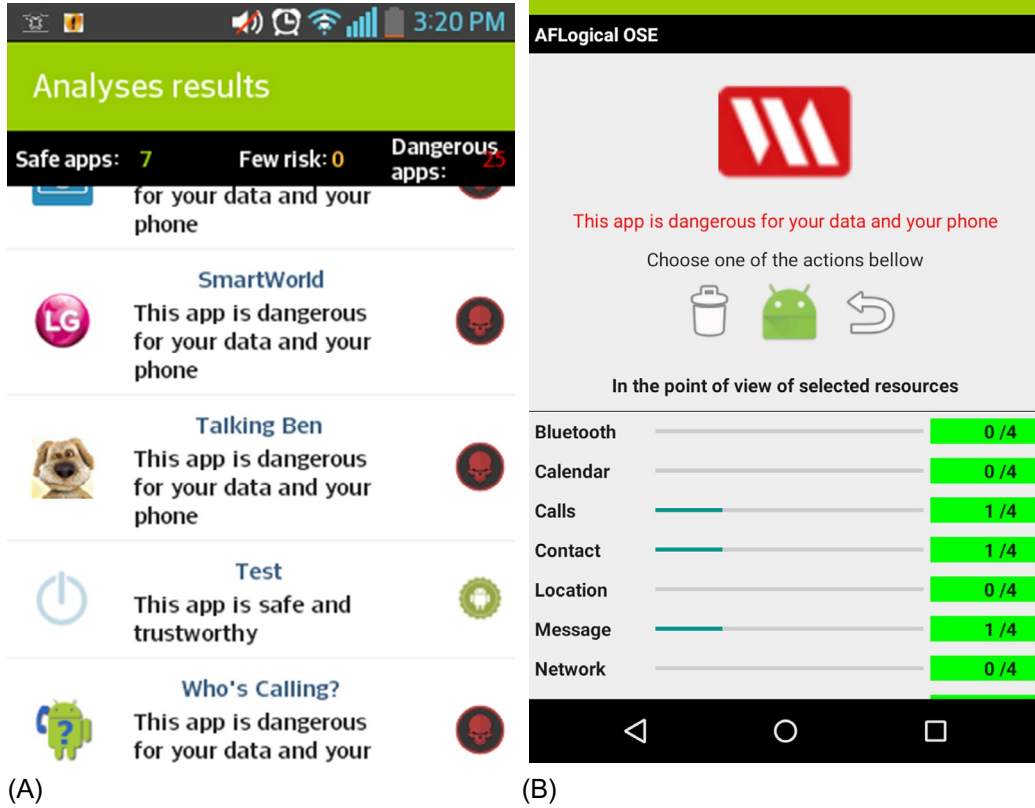 3:20 PM
Analyses results
Safe apps: 7 Few risk: 0 Dangerous apps: 25
for your data and your
phone
SmartWorld
LG
This app is dangerous
for your data and your
phone
Talking Ben
This app is dangerous
for your data and your
phone
Test
This app is safe and
trustworthy
Who's Calling?
?
This app is dangerous
for your data and your
(A)
AFLogical OSE
This app is dangerous for your data and your phone
Choose one of the actions bellow
In the point of view of selected resources
Bluetooth 0 /4
Calendar 0 /4
Calls 1 /4
Contact 1 /4
Location 0 /4
Message 1 /4
Network 0 /4
(B)